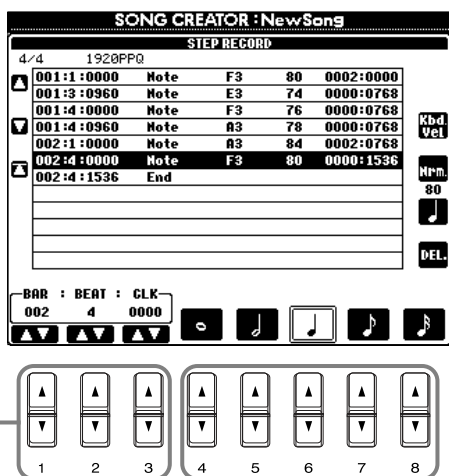 SONG CREATOR : NewSong
STEP RECORD
4/4 1920PPQ
001:1:0000 Note F3 80 0002:0000
001:3:0960 Note E3 74 0000:0768
001:4:0000 Note F3 76 0000:0768
001:4:0960 Note A3 78 0000:0768
002:1:0000 Note A3 84 0002:0768
002:4:0000 Note F3 80 0000:1536
002:4:1536 End
Kbd.
Vel
Nrm.
80
DEL.
BAR : BEAT : CLK
002 4 0000
1 2 3 4 5 6 7 8